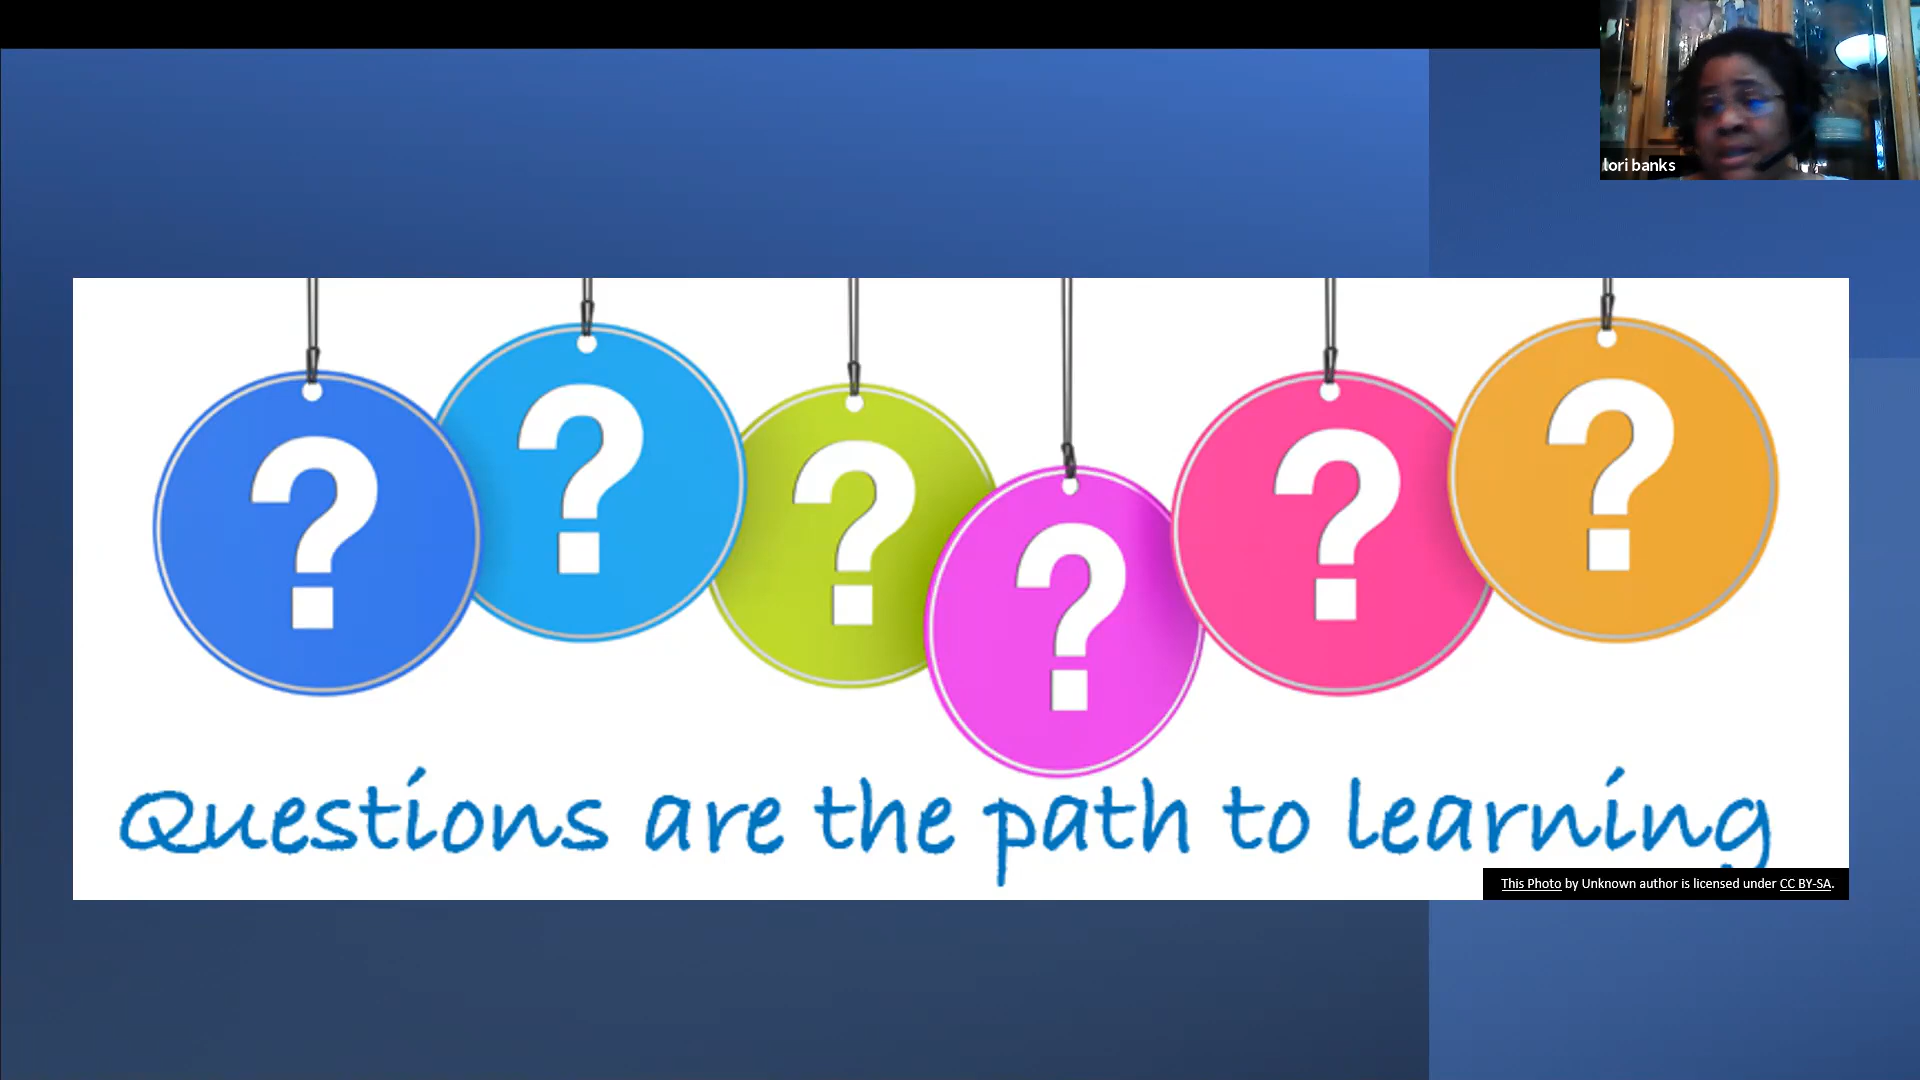 lori banks
? ? ? ? ? ?
Questions are the path to learning
This Photo by Unknown author is licensed under CC BY-SA.